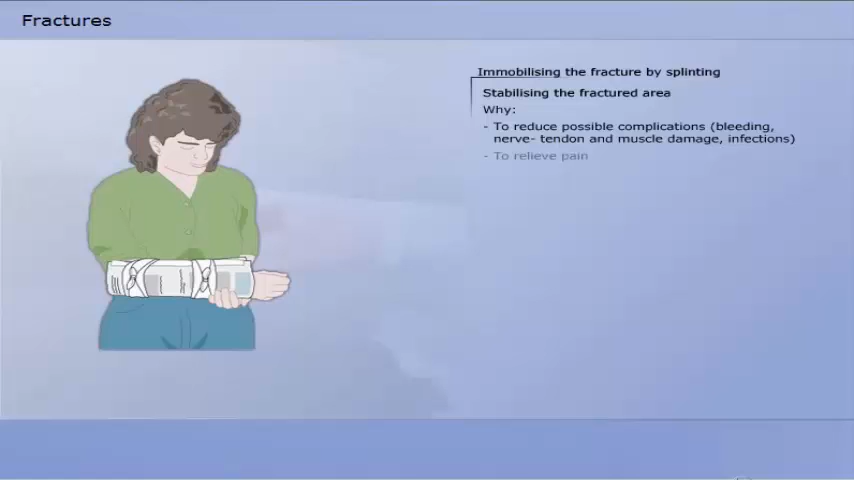 Fractures
Immobilising the fracture by splinting
Stabilising the fractured area
Why:
- To reduce possible complications (bleeding,
nerve- tendon and muscle damage, infections)
- To relieve pain